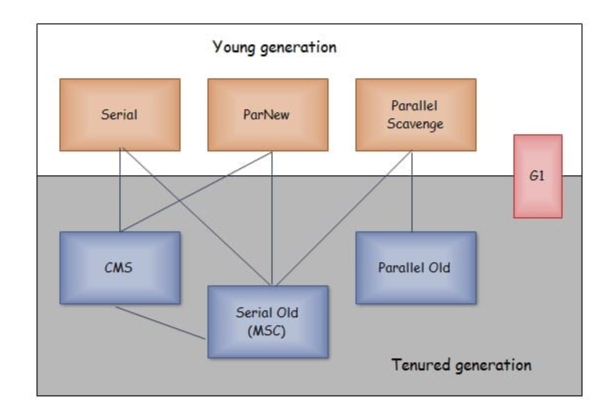 Young generation
Serial
ParNew
Parallel
Scavenge
G1
CMS
Parallel Old
Serial Old
(MSC)
Tenured generation